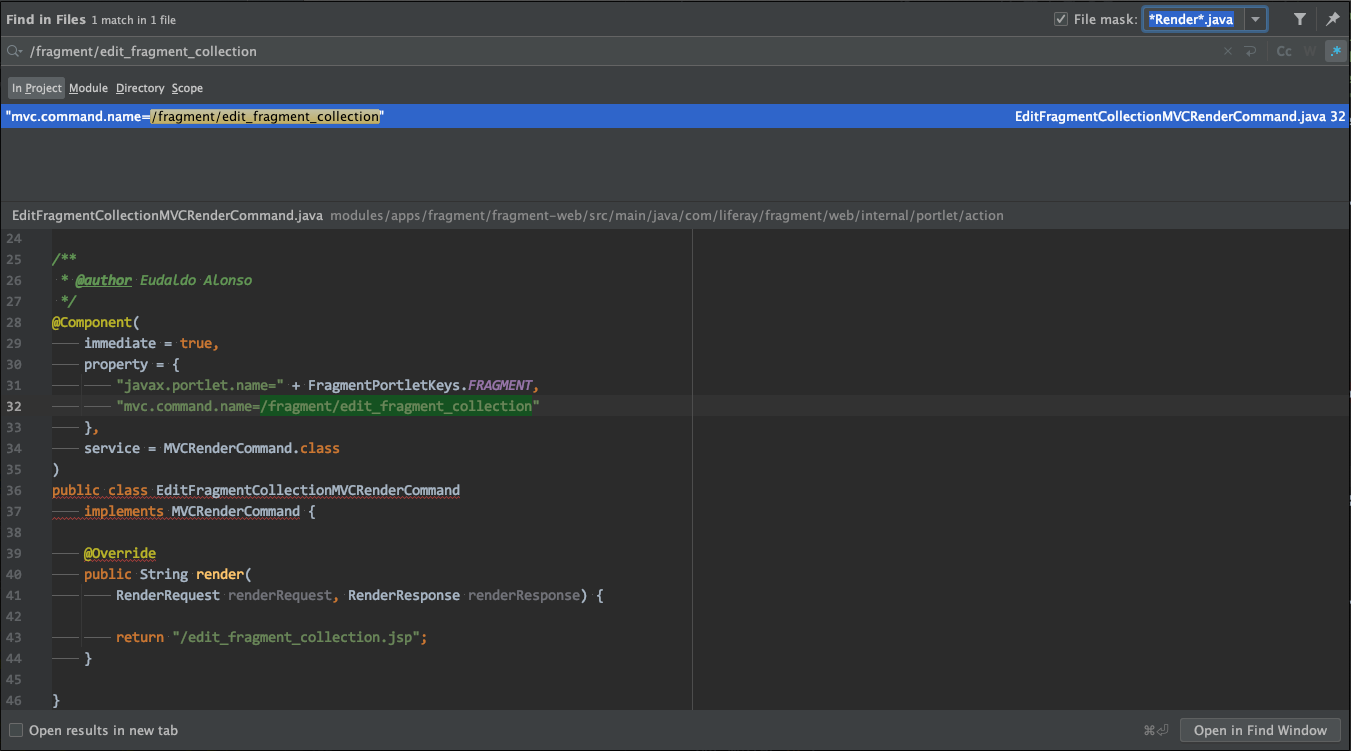 Find in Files 1 match in 1 file File mask: *Render*.java
/fragment/edit_fragment_collection Cc W .*
In Project Module Directory Scope
"mvc.command.name=/fragment/edit_fragment_collection" EditFragmentCollectionMVCRenderCommand.java 32
EditFragmentCollectionMVCRenderCommand.java modules/apps/fragment/fragment-web/src/main/java/com/liferay/fragment/web/internal/portlet/action
24
25 /**
26 * @author Eudaldo Alonso
27 */
28 @Component(
29 immediate = true,
30 property = {
31 "javax.portlet.name=" + FragmentPortletKeys.FRAGMENT,
32 "mvc.command.name=/fragment/edit_fragment_collection"
33 },
34 service = MVCRenderCommand.class
35 )
36 public class EditFragmentCollectionMVCRenderCommand
37 implements MVCRenderCommand {
38
39 @Override
40 public String render(
41 RenderRequest renderRequest, RenderResponse renderResponse) {
42
43 return "/edit_fragment_collection.jsp";
44 }
45
46 }
Open results in new tab ⌘⏎ Open in Find Window